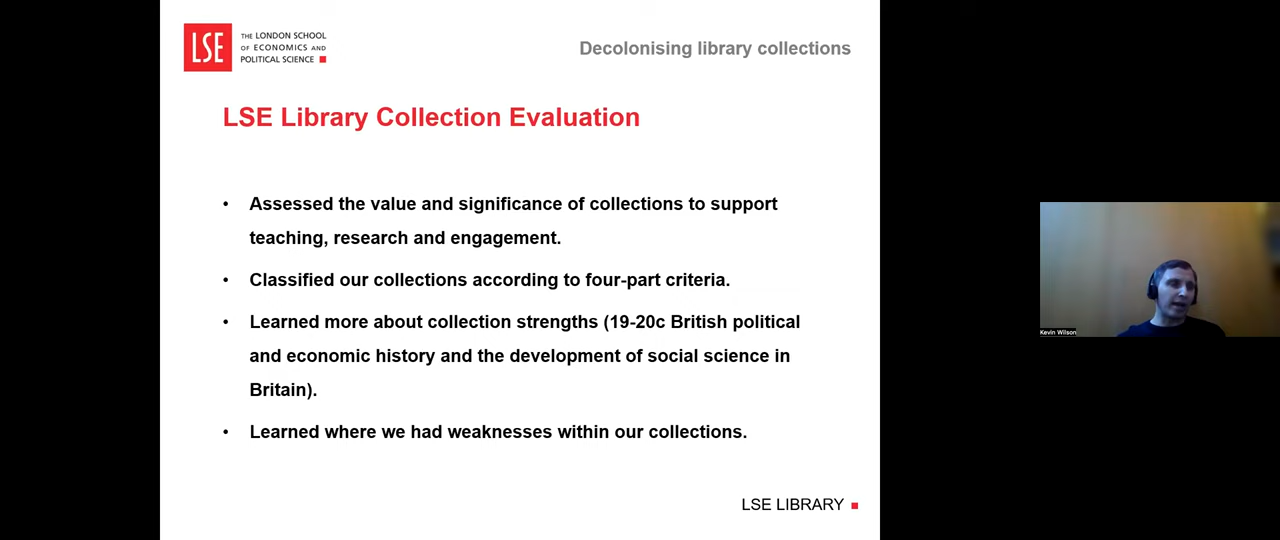 LSE
THE LONDON SCHOOL
OF ECONOMICS AND
POLITICAL SCIENCE
Decolonising library collections
LSE Library Collection Evaluation
• Assessed the value and significance of collections to support
teaching, research and engagement.
• Classified our collections according to four-part criteria.
• Learned more about collection strengths (19-20c British political
and economic history and the development of social science in
Britain).
• Learned where we had weaknesses within our collections.
Kevin Wilson
LSE LIBRARY